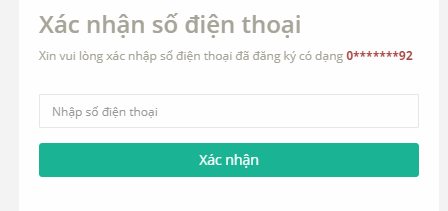 Xác nhận số điện thoại
Xin vui lòng xác nhập số điện thoại đã đăng ký có dạng 0*******92
Nhập số điện thoại
Xác nhận